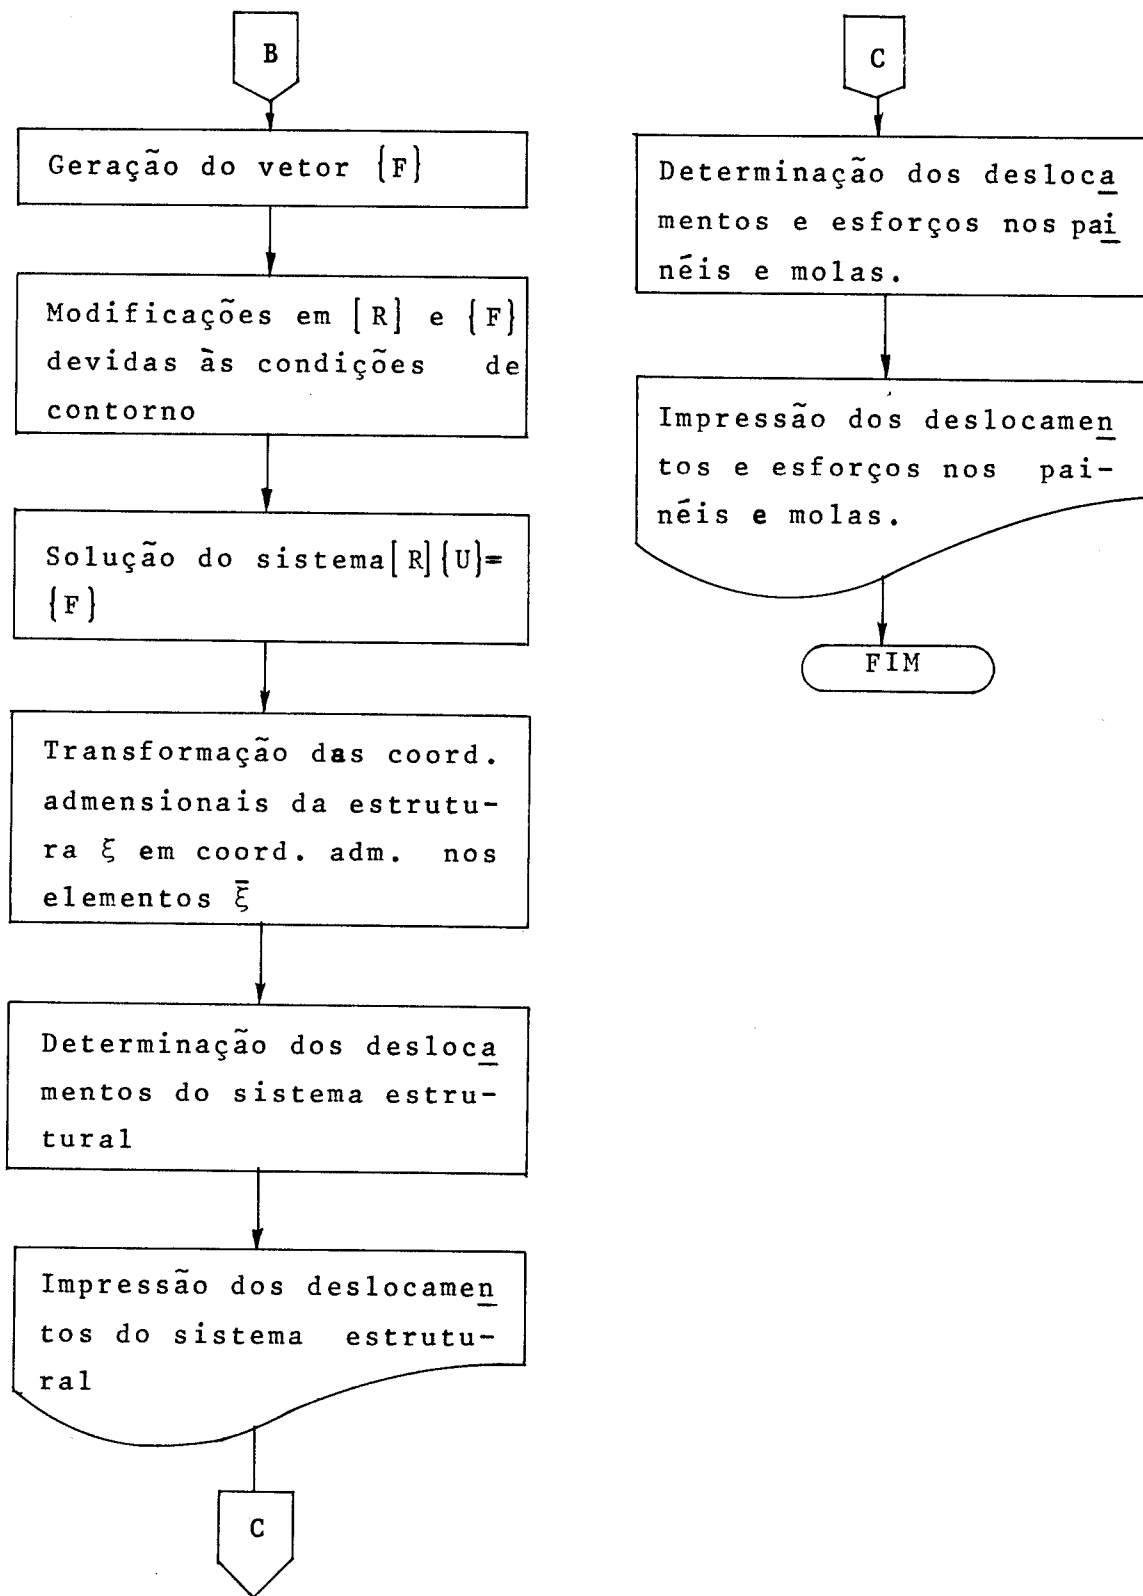 B
Geração do vetor {F}
Modificações em [R] e {F}
devidas às condições de
contorno
Solução do sistema[R]{U}=
{F}
Transformação das coord.
admensionais da estrutu-
ra ξ em coord. adm. nos
elementos ξ̄
Determinação dos desloca
mentos do sistema estru-
tural
Impressão dos deslocamen
tos do sistema estrutu-
ral
C
C
Determinação dos desloca
mentos e esforços nos pai
néis e molas.
Impressão dos deslocamen
tos e esforços nos pai-
néis e molas.
FIM